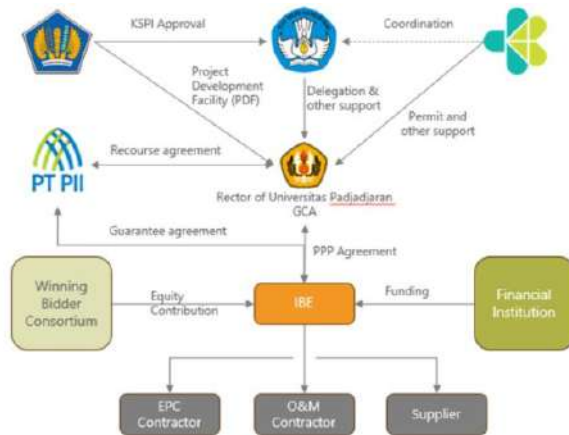 KSPI Approval
Coordination
Project
Development
Facility (PDF)
Delegation &
other support
Permit and
other support
PT PII
Recourse agreement
Rector of Universitas Padjadjaran
GCA
Guarantee agreement
PPP Agreement
Winning
Bidder
Consortium
Equity
Contribution
IBE
Funding
Financial
Institution
EPC
Contractor
O&M
Contractor
Supplier